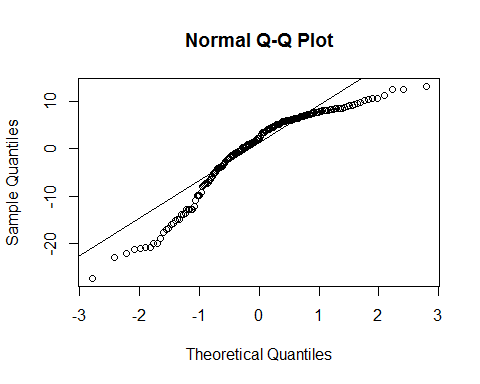 Normal Q-Q Plot
10
0
-10
-20
Sample Quantiles
-3 -2 -1 0 1 2 3
Theoretical Quantiles